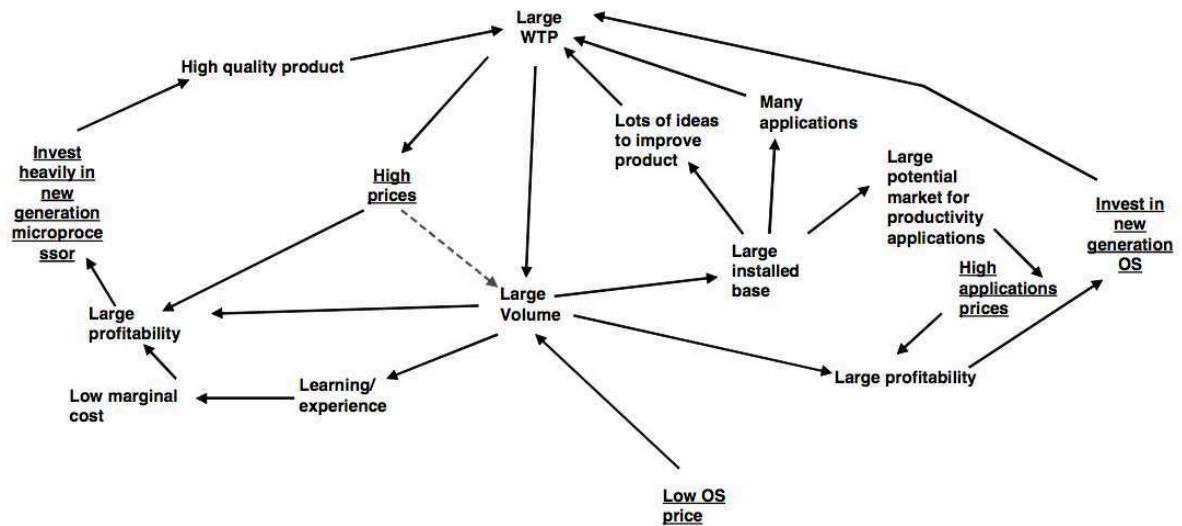 Large
WTP
High quality product
Many
applications
Lots of ideas
to improve
product
Invest
heavily in
new
generation
microproce
ssor
High
prices
Large
potential
market for
productivity
applications
Invest in
new
generation
OS
Large
installed
base
High
applications
prices
Large
Volume
Large
profitability
Large profitability
Low marginal
cost
Learning/
experience
Low OS
price